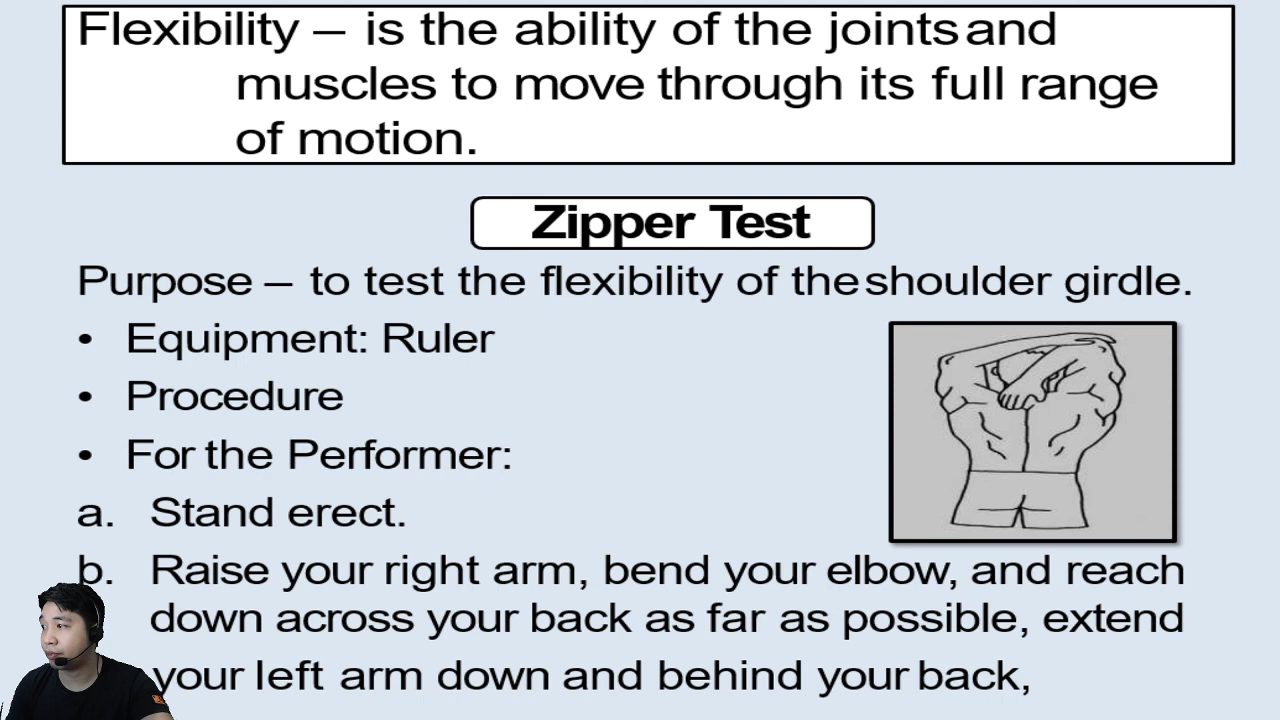 Flexibility – is the ability of the joints and
muscles to move through its full range
of motion.
Zipper Test
Purpose – to test the flexibility of the shoulder girdle.
• Equipment: Ruler
• Procedure
• For the Performer:
a. Stand erect.
b. Raise your right arm, bend your elbow, and reach
down across your back as far as possible, extend
your left arm down and behind your back,